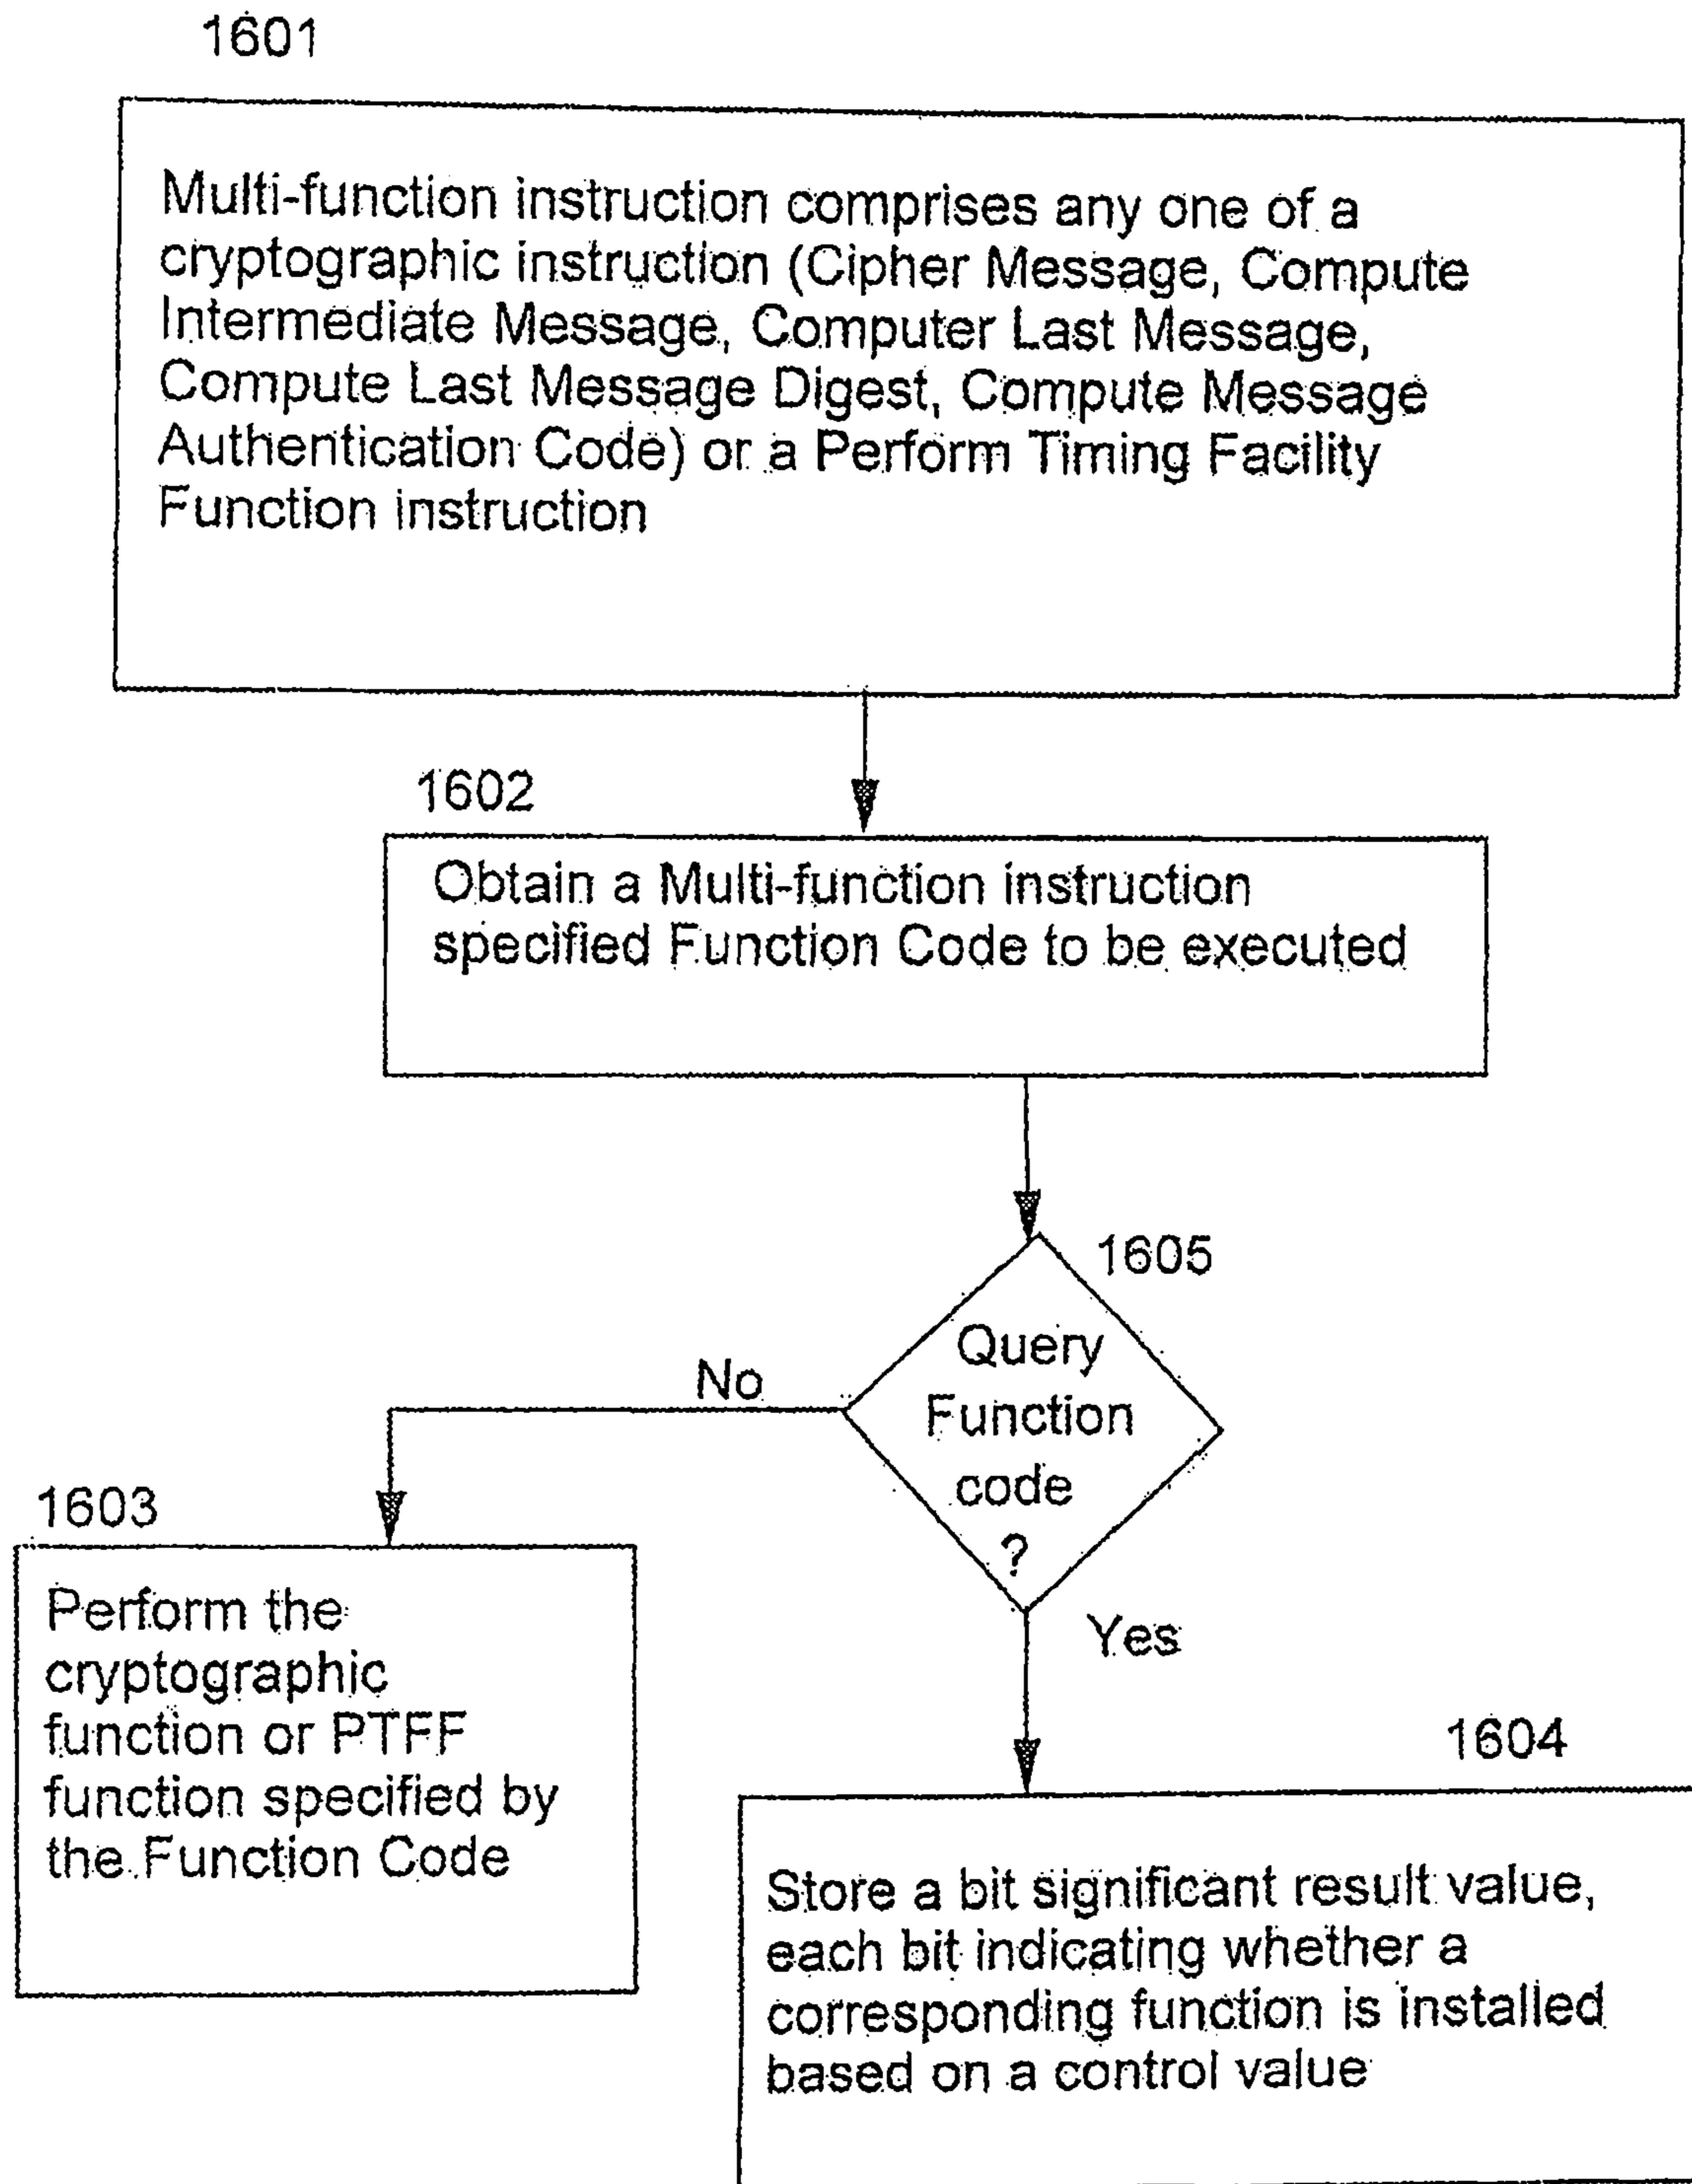 1601
Multi-function instruction comprises any one of a
cryptographic instruction (Cipher Message, Compute
Intermediate Message, Computer Last Message,
Compute Last Message Digest, Compute Message
Authentication Code) or a Perform Timing Facility
Function instruction
1602
Obtain a Multi-function instruction
specified Function Code to be executed
1605
Query
Function
code
?
No
Yes
1603
Perform the
cryptographic
function or PTFF
function specified by
the Function Code
1604
Store a bit significant result value,
each bit indicating whether a
corresponding function is installed
based on a control value